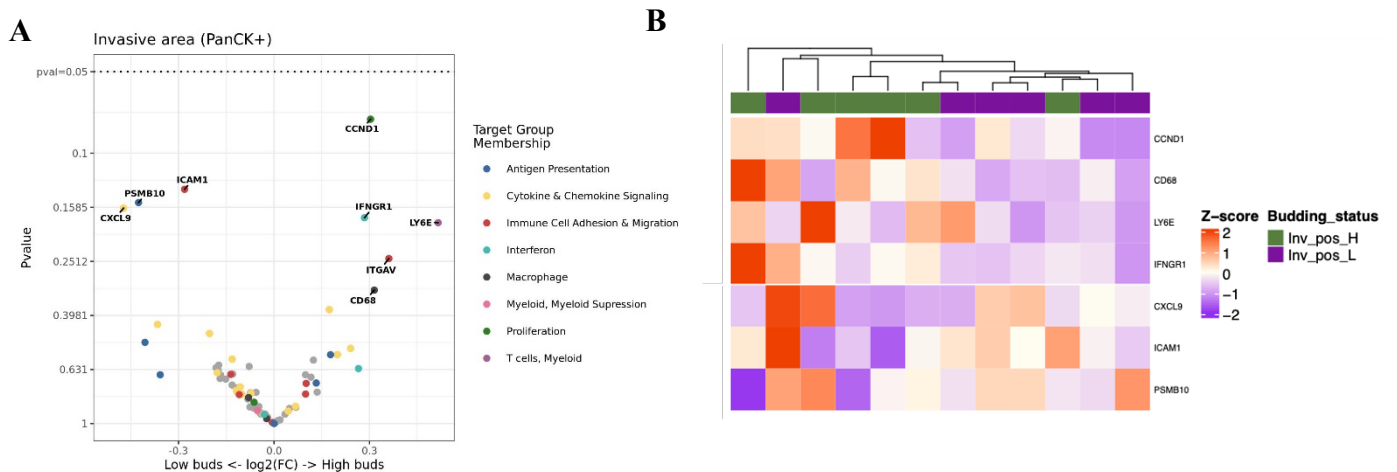 A
Invasive area (PanCK+)
pval=0.05
0.1
0.1585
0.2512
0.3981
0.631
1
Pvalue
CCND1
ICAM1
PSMB10
CXCL9
IFNGR1
LY6E
ITGAV
CD68
-0.3
0.0
0.3
Low buds <- log2(FC) -> High buds
Target Group
Membership
Antigen Presentation
Cytokine & Chemokine Signaling
Immune Cell Adhesion & Migration
Interferon
Macrophage
Myeloid, Myeloid Supression
Proliferation
T cells, Myeloid
B
CCND1
CD68
LY6E
IFNGR1
CXCL9
ICAM1
PSMB10
Z-score
2
1
0
-1
-2
Budding_status
Inv_pos_H
Inv_pos_L